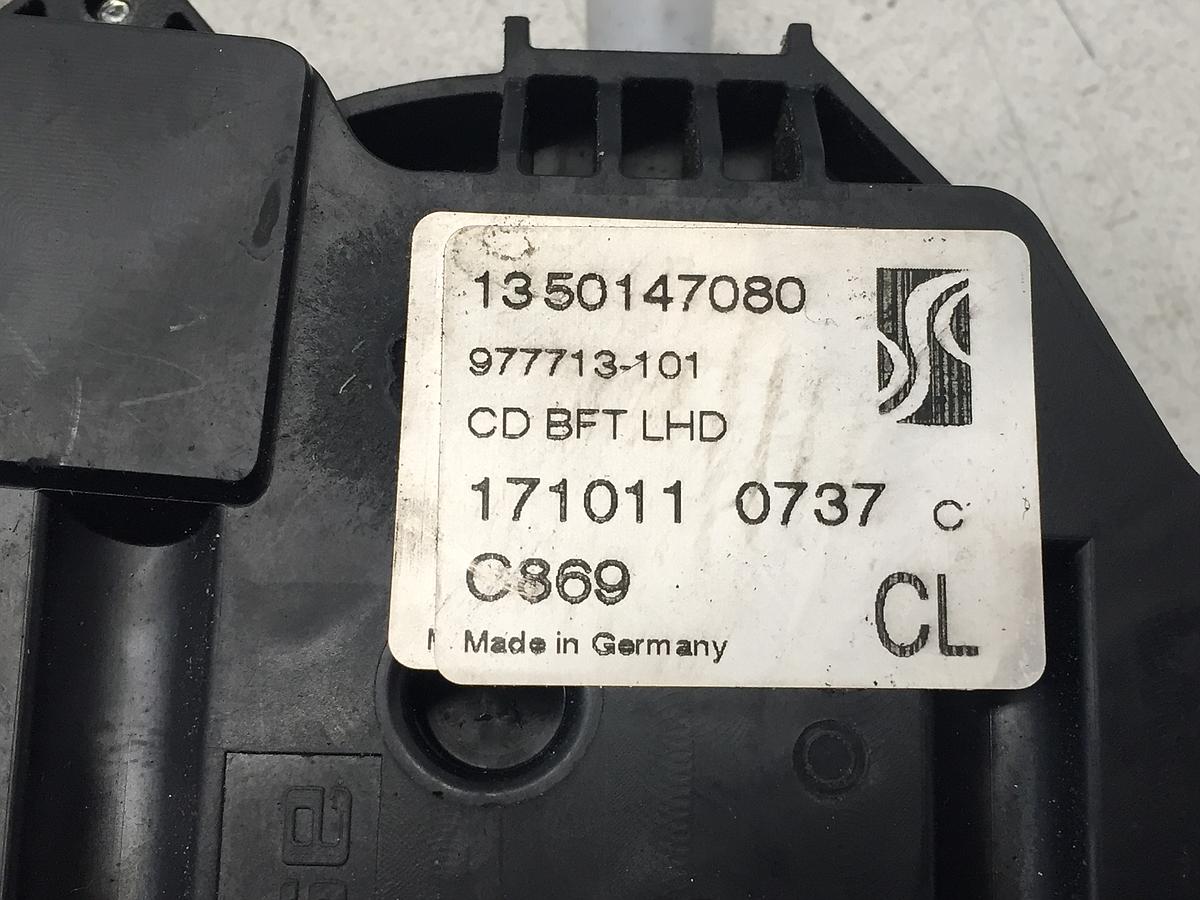 1350147080
977713-101
CD BFT LHD
171011 0737 C
C869
CL
Made in Germany